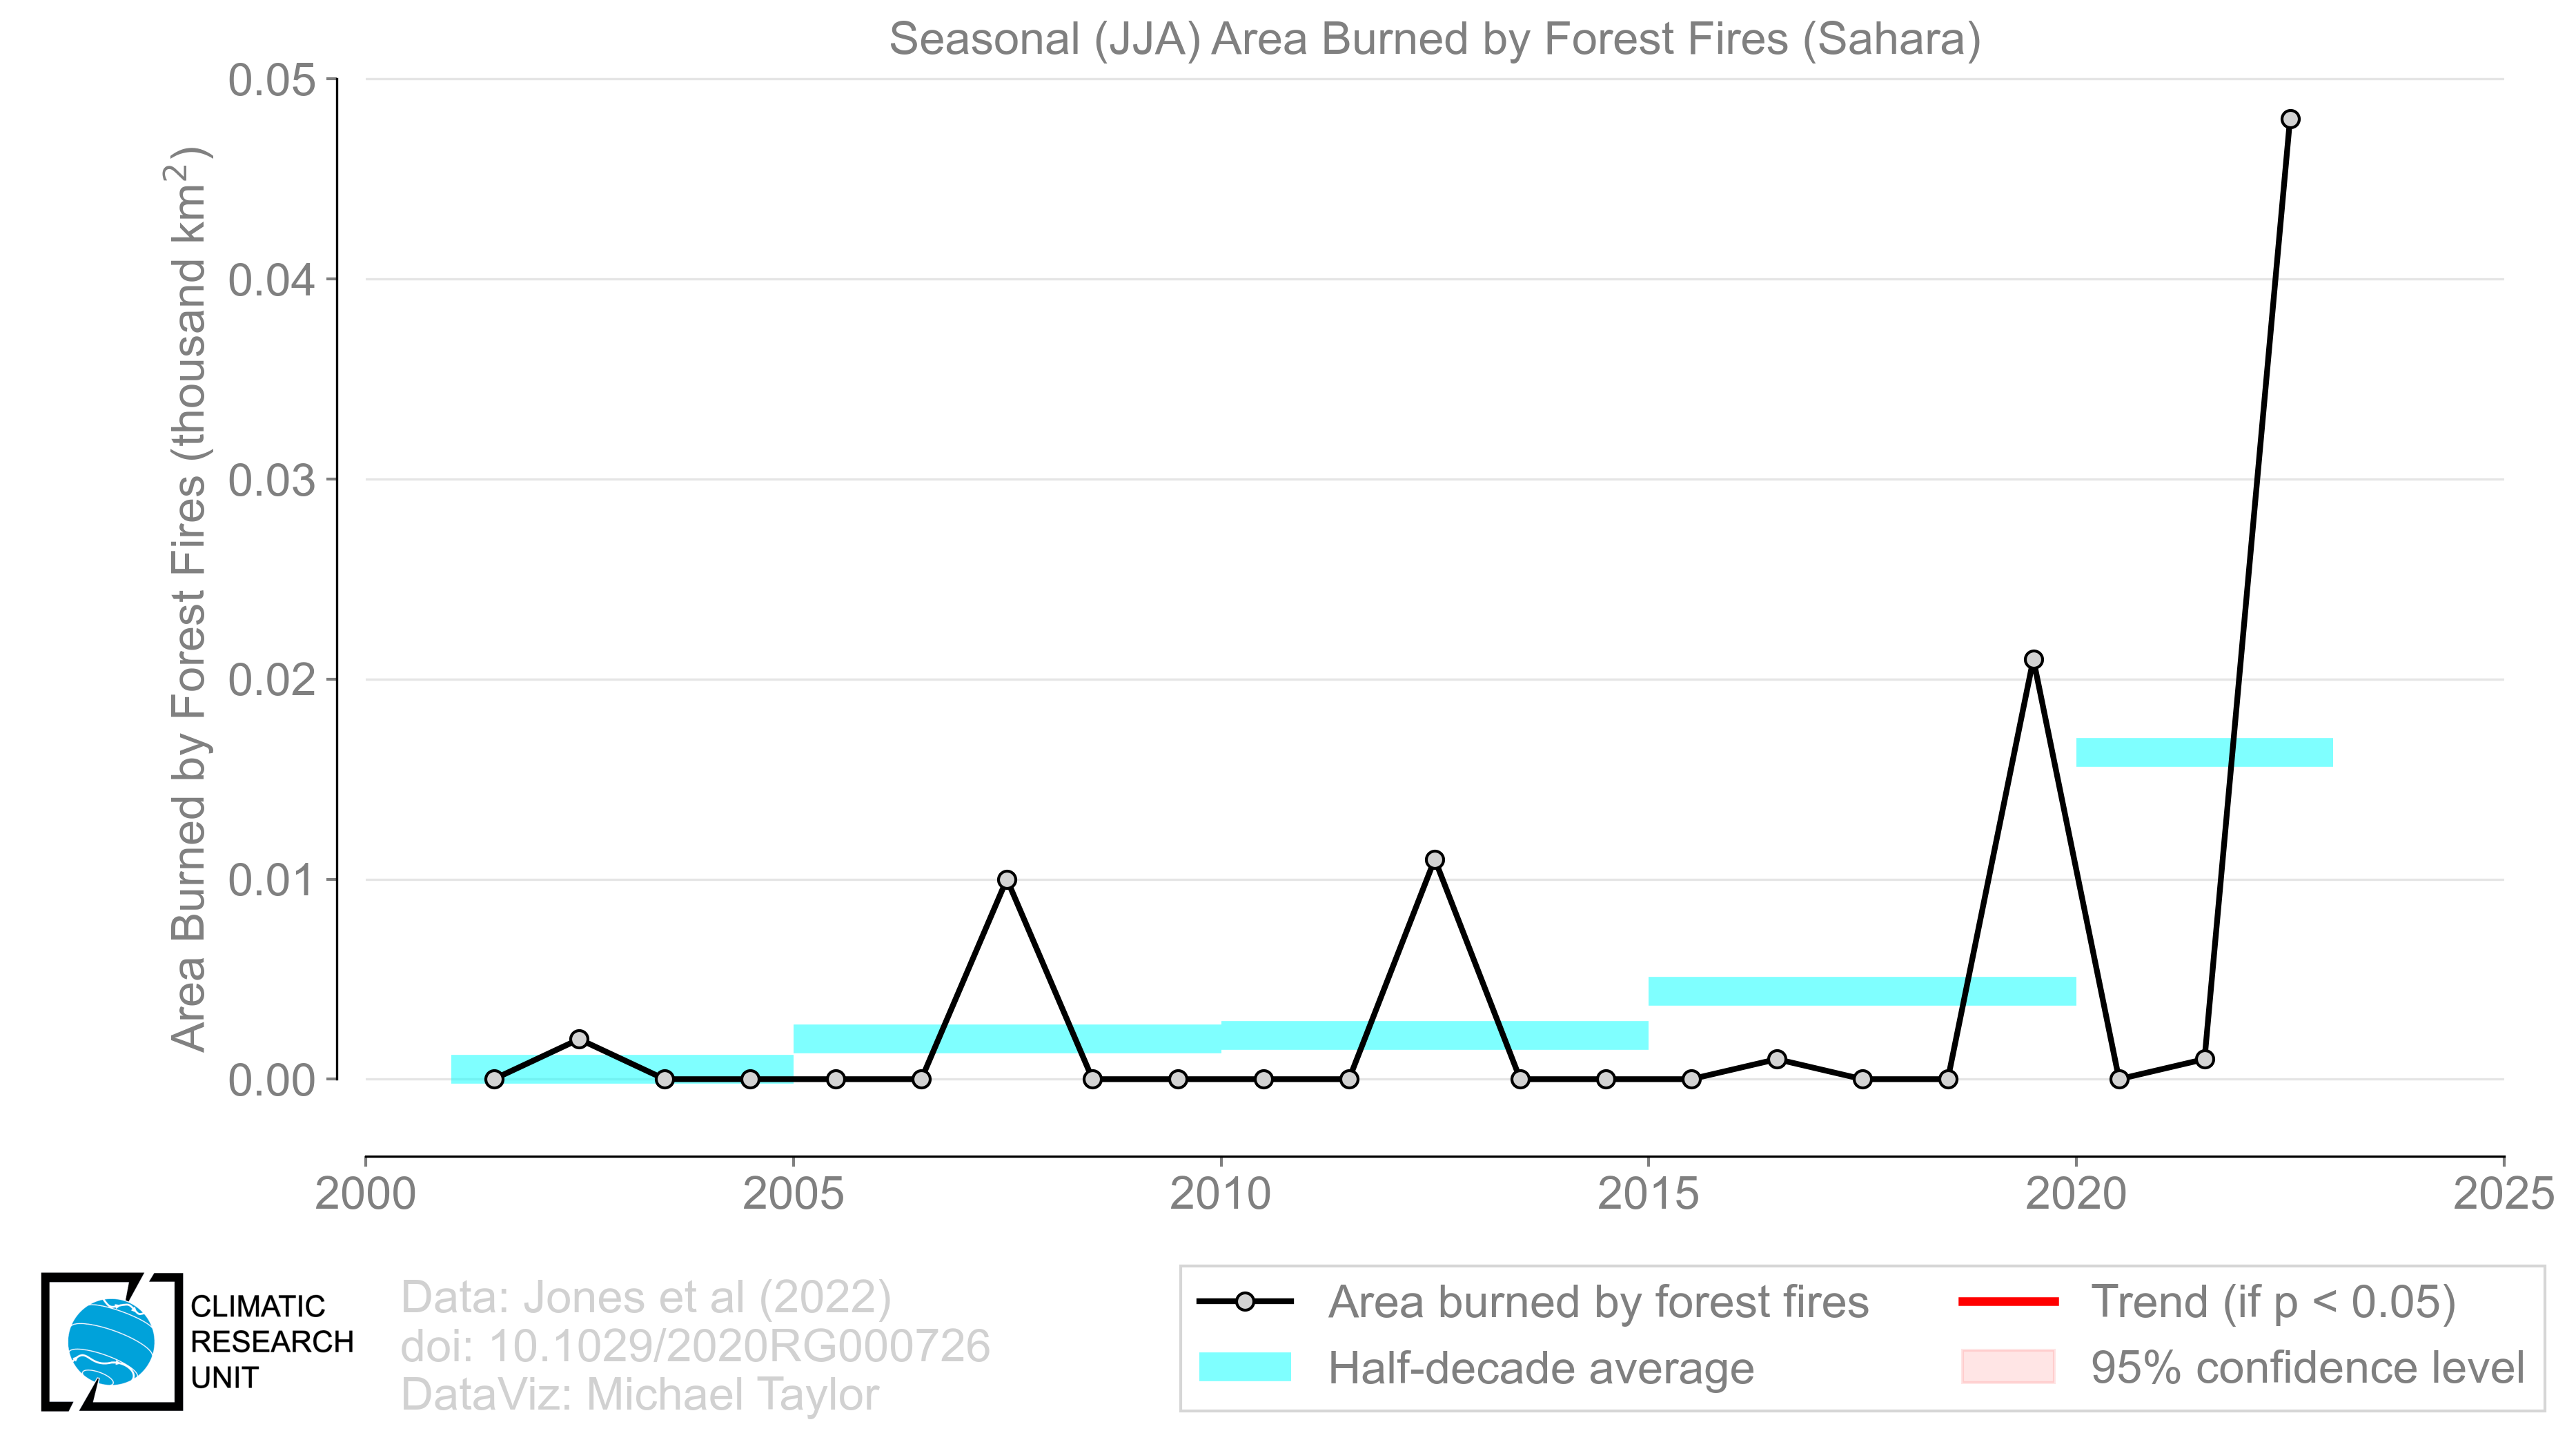 Seasonal (JJA) Area Burned by Forest Fires (Sahara)
Area Burned by Forest Fires (thousand km²)
0.05
0.04
0.03
0.02
0.01
0.00
2000
2005
2010
2015
2020
2025
CLIMATIC
RESEARCH
UNIT
Data: Jones et al (2022)
doi: 10.1029/2020RG000726
DataViz: Michael Taylor
Area burned by forest fires
Half-decade average
Trend (if p < 0.05)
95% confidence level